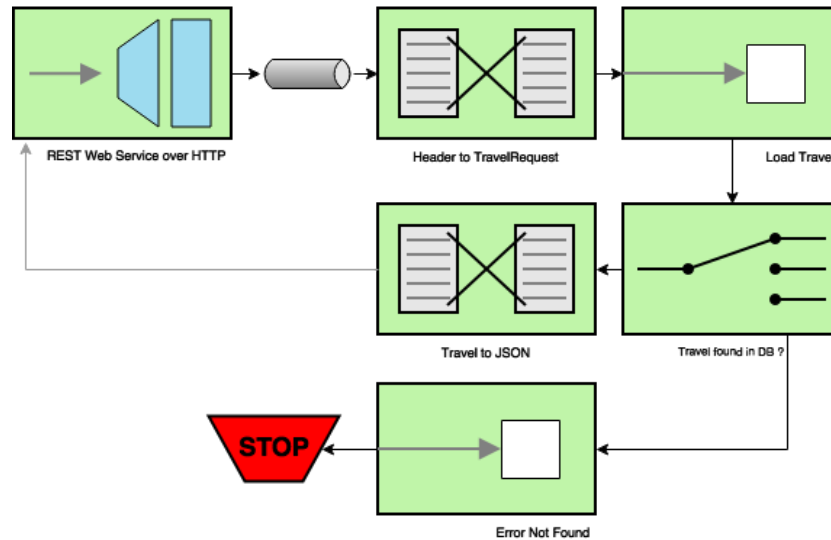 REST Web Service over HTTP
Header to TravelRequest
Load Travel
Travel to JSON
Travel found in DB ?
STOP
Error Not Found